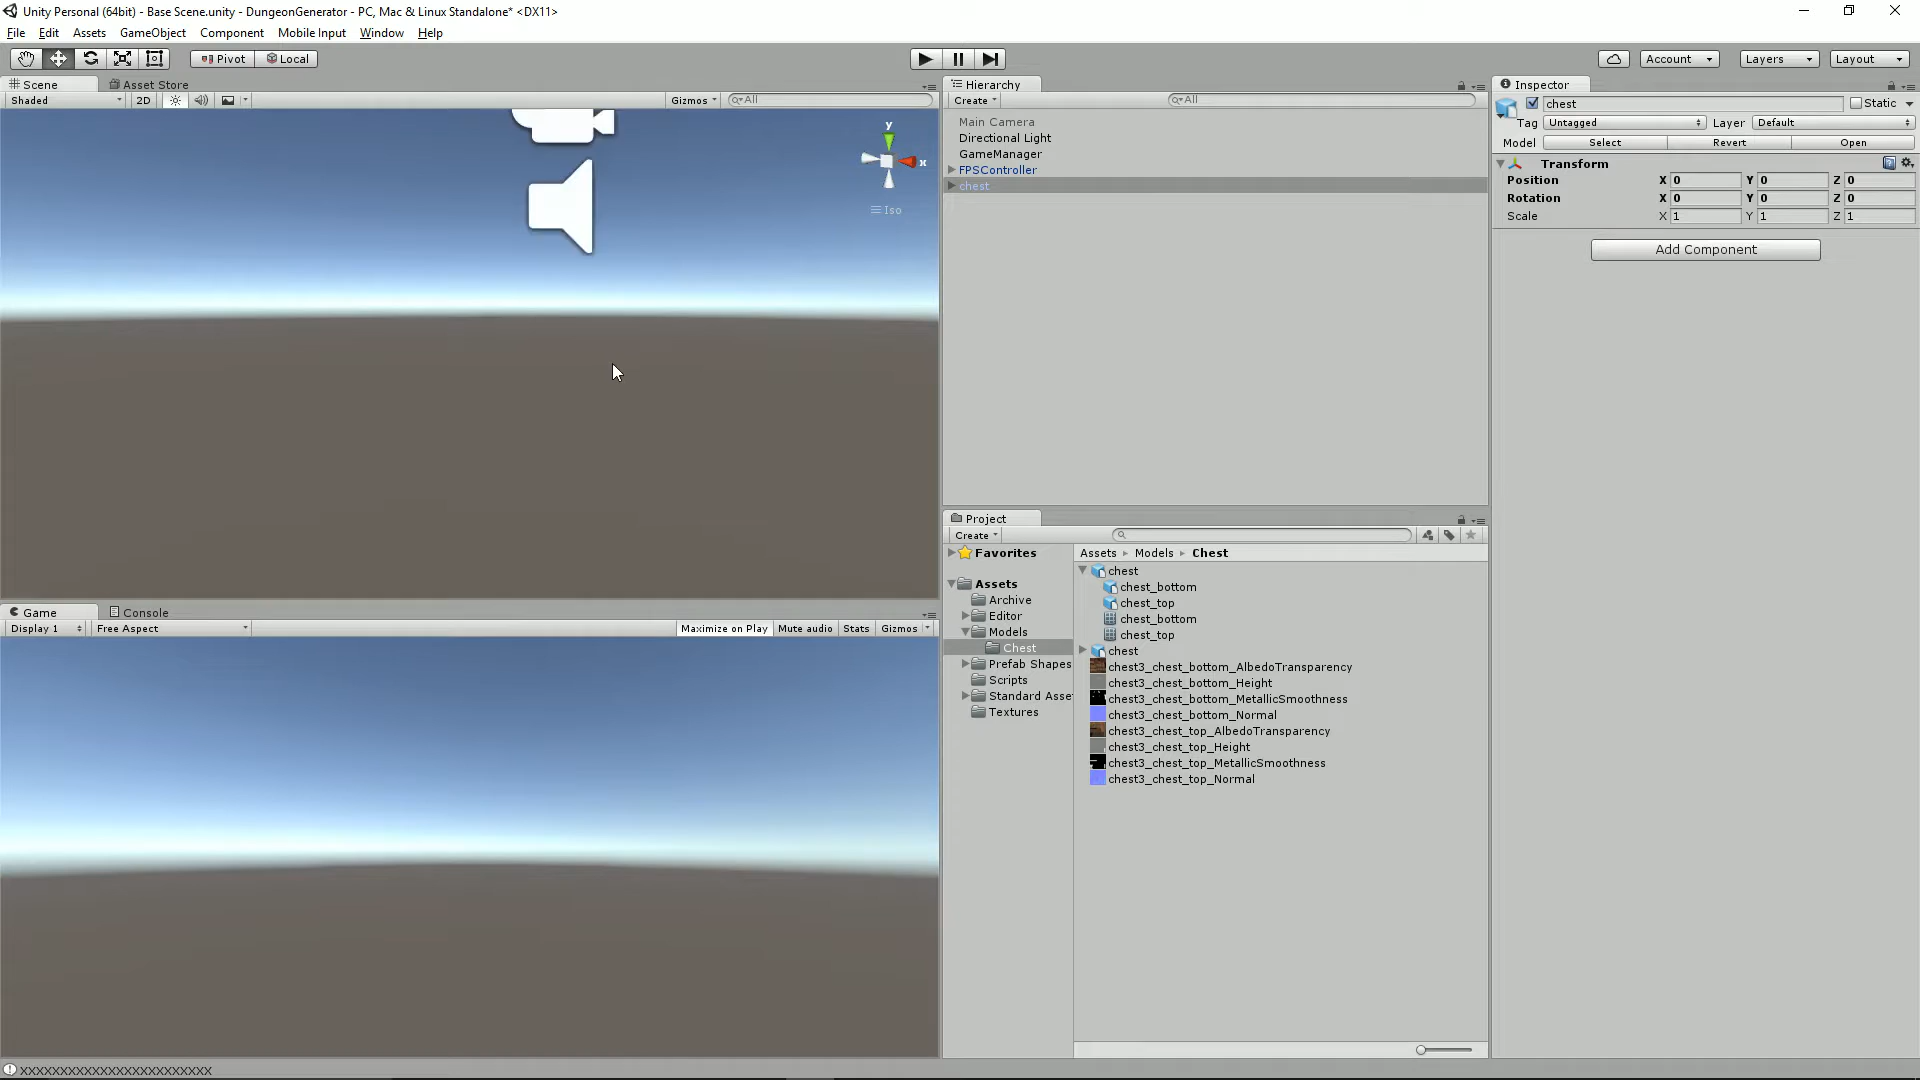 Unity Personal (64bit) - Base Scene.unity - DungeonGenerator - PC, Mac & Linux Standalone* <DX11>
File Edit Assets GameObject Component Mobile Input Window Help
Pivot Local Account Layers Layout
Scene Asset Store
Shaded 2D Gizmos All
y
x
Iso
Hierarchy
Create All
Main Camera
Directional Light
GameManager
FPSController
chest
Inspector
chest Static
Tag Untagged Layer Default
Model Select Revert Open
Transform
Position X 0 Y 0 Z 0
Rotation X 0 Y 0 Z 0
Scale X 1 Y 1 Z 1
Add Component
Game Console
Display 1 Free Aspect Maximize on Play Mute audio Stats Gizmos
Project
Create
Favorites
Assets
Archive
Editor
Models
Chest
Prefab Shapes
Scripts
Standard Asse
Textures
Assets Models Chest
chest
chest_bottom
chest_top
chest_bottom
chest_top
chest
chest3_chest_bottom_AlbedoTransparency
chest3_chest_bottom_Height
chest3_chest_bottom_MetallicSmoothness
chest3_chest_bottom_Normal
chest3_chest_top_AlbedoTransparency
chest3_chest_top_Height
chest3_chest_top_MetallicSmoothness
chest3_chest_top_Normal
XXXXXXXXXXXXXXXXXXXXXXXX